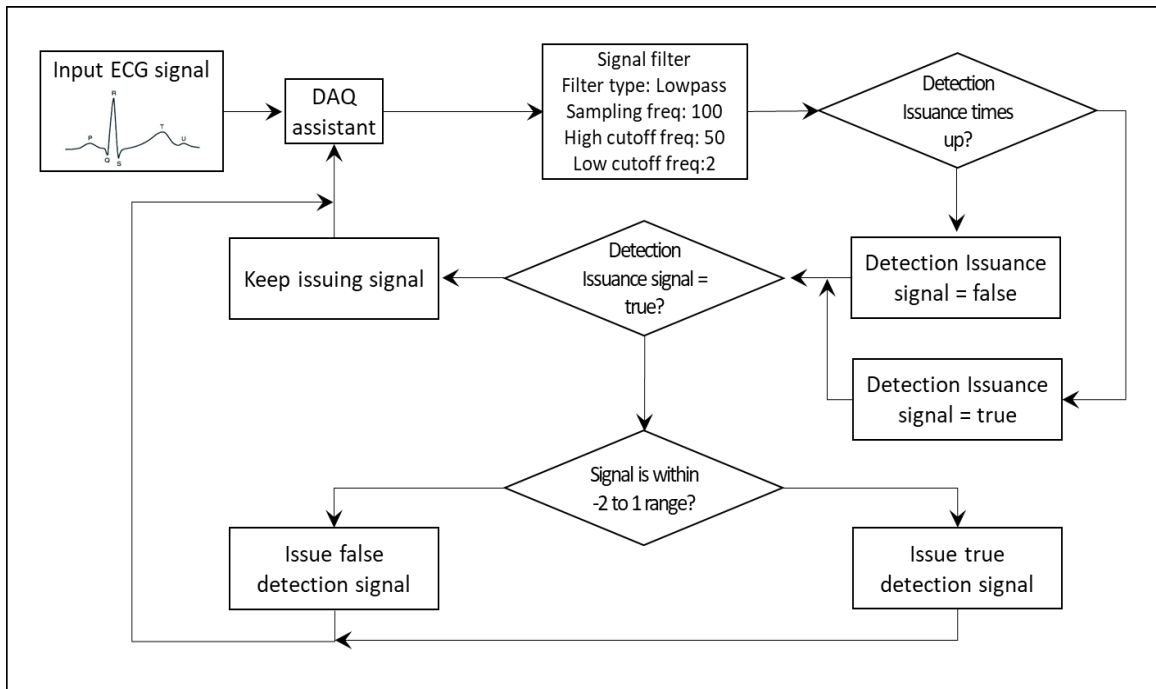 Input ECG signal
R
P
Q
S
T
U
DAQ
assistant
Signal filter
Filter type: Lowpass
Sampling freq: 100
High cutoff freq: 50
Low cutoff freq:2
Detection
Issuance times
up?
Keep issuing signal
Detection
Issuance signal =
true?
Detection Issuance
signal = false
Detection Issuance
signal = true
Signal is within
-2 to 1 range?
Issue false
detection signal
Issue true
detection signal